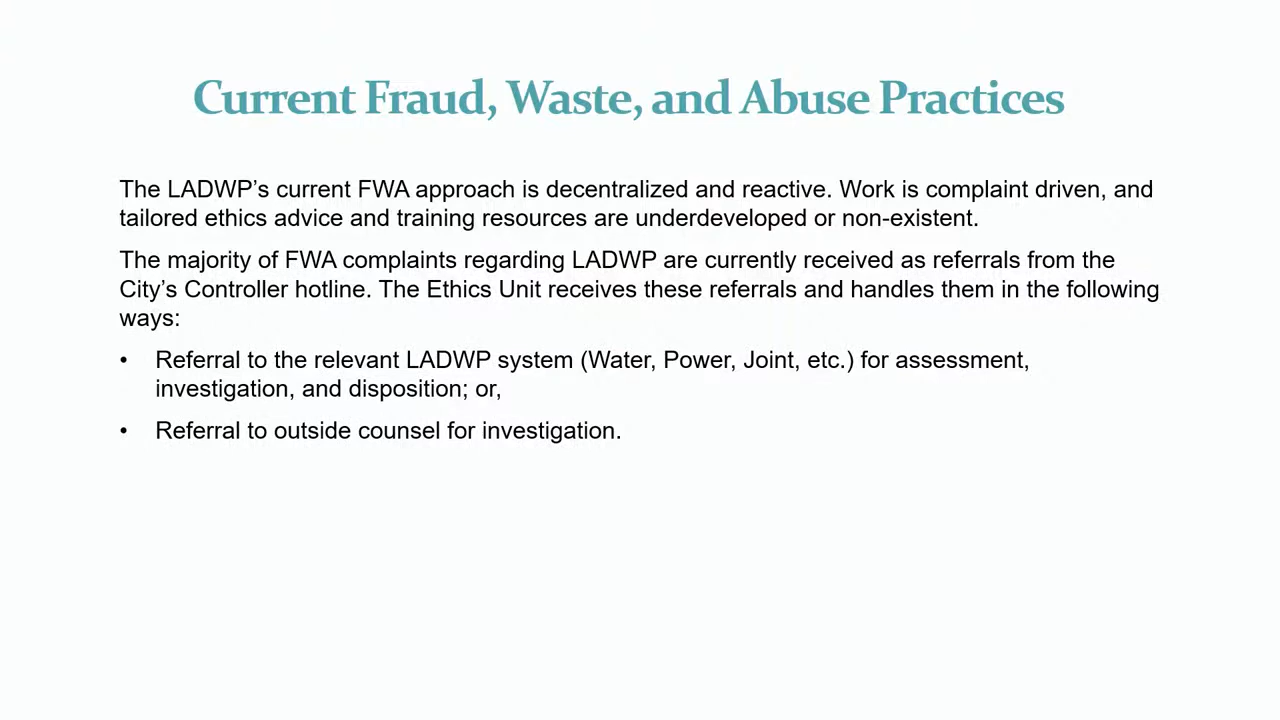 Current Fraud, Waste, and Abuse Practices
The LADWP’s current FWA approach is decentralized and reactive. Work is complaint driven, and
tailored ethics advice and training resources are underdeveloped or non-existent.
The majority of FWA complaints regarding LADWP are currently received as referrals from the
City’s Controller hotline. The Ethics Unit receives these referrals and handles them in the following
ways:
• Referral to the relevant LADWP system (Water, Power, Joint, etc.) for assessment,
investigation, and disposition; or,
• Referral to outside counsel for investigation.